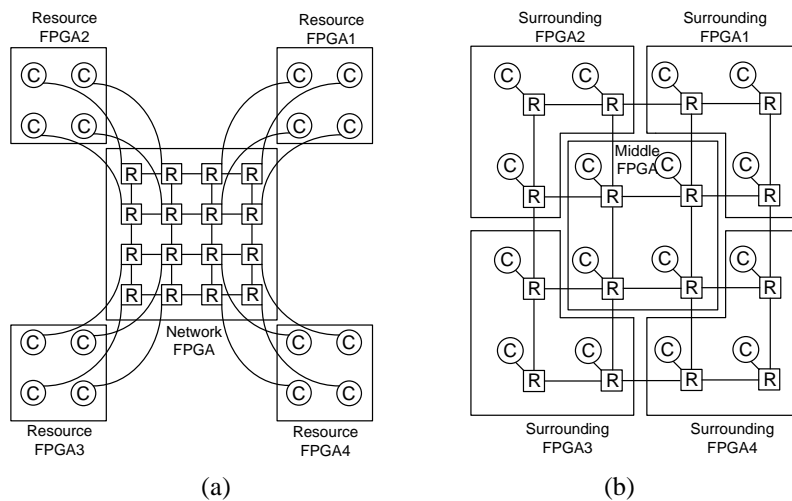 Resource
FPGA2
Resource
FPGA1
C C C C
C C C C
R R R R
R R R R
R R R R
R R R R
Network
FPGA
C C C C
C C C C
Resource
FPGA3
Resource
FPGA4
(a)
Surrounding
FPGA2
Surrounding
FPGA1
C C C C
R R R R
Middle
FPGA
C C C C
R R R R
C C C C
R R R R
C C C C
R R R R
Surrounding
FPGA3
Surrounding
FPGA4
(b)